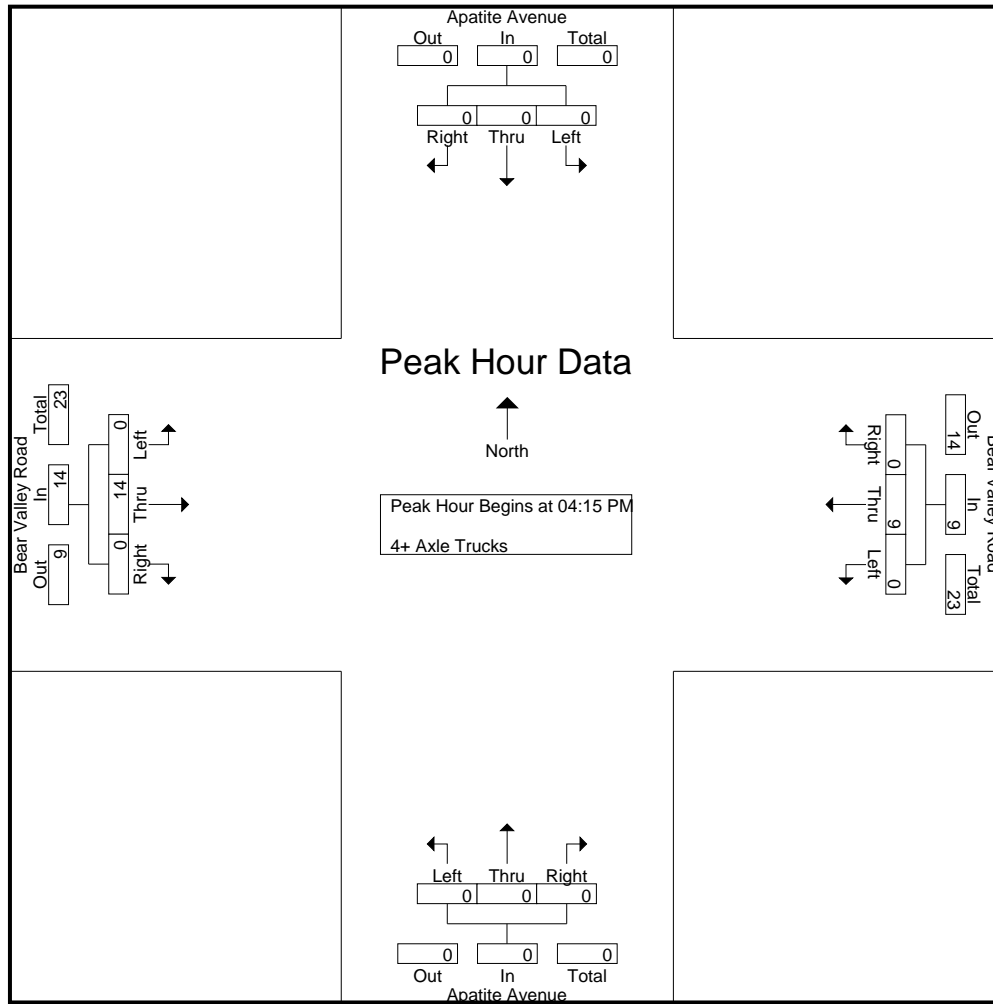 Apatite Avenue
Out In Total
0 0 0
0 0 0
Right Thru Left
Peak Hour Data
North
Peak Hour Begins at 04:15 PM
4+ Axle Trucks
Bear Valley Road
Out In Total
9 14 23
0 14 0
Left Thru Right
Right Thru Left
0 9 0
Out In Total
14 9 23
Bear Valley Road
Left Thru Right
0 0 0
0 0 0
Out In Total
Apatite Avenue